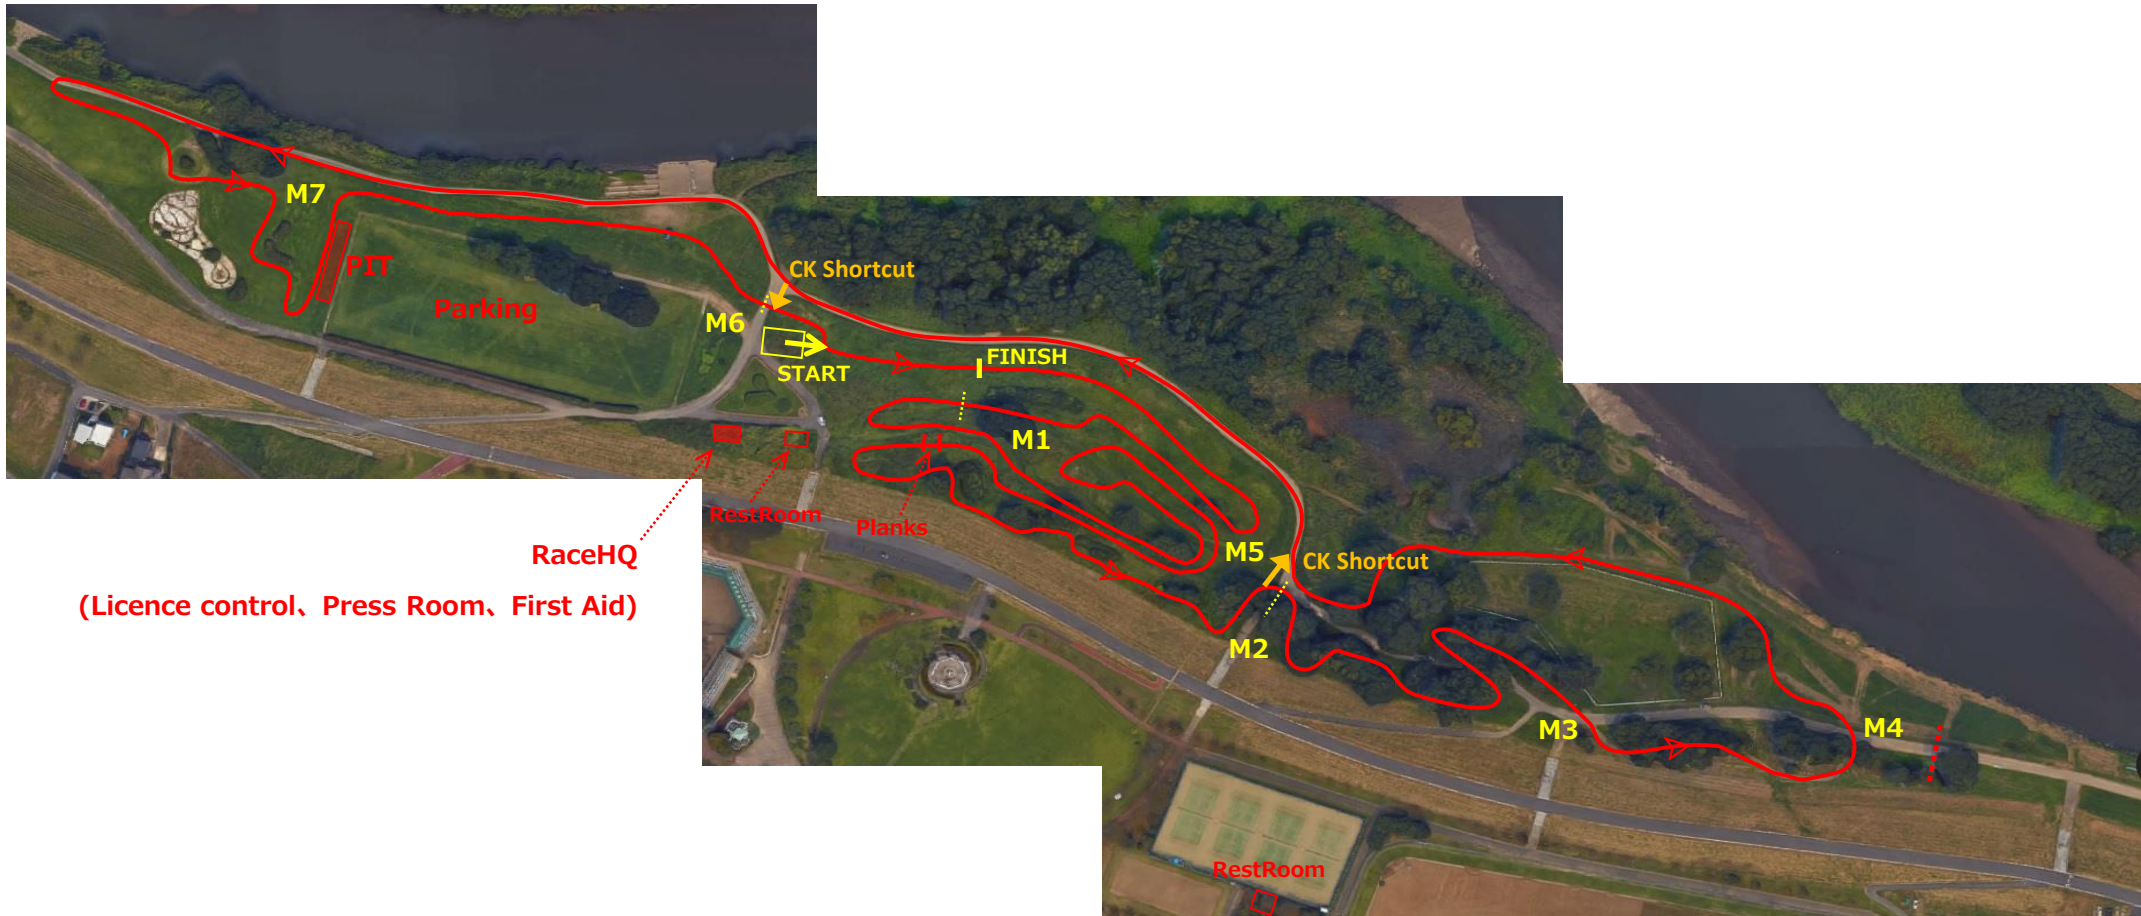 M7
PIT
Parking
CK Shortcut
M6
START
FINISH
M1
RestRoom
Planks
RaceHQ
(Licence control、Press Room、First Aid)
M5
CK Shortcut
M2
M3
M4
RestRoom